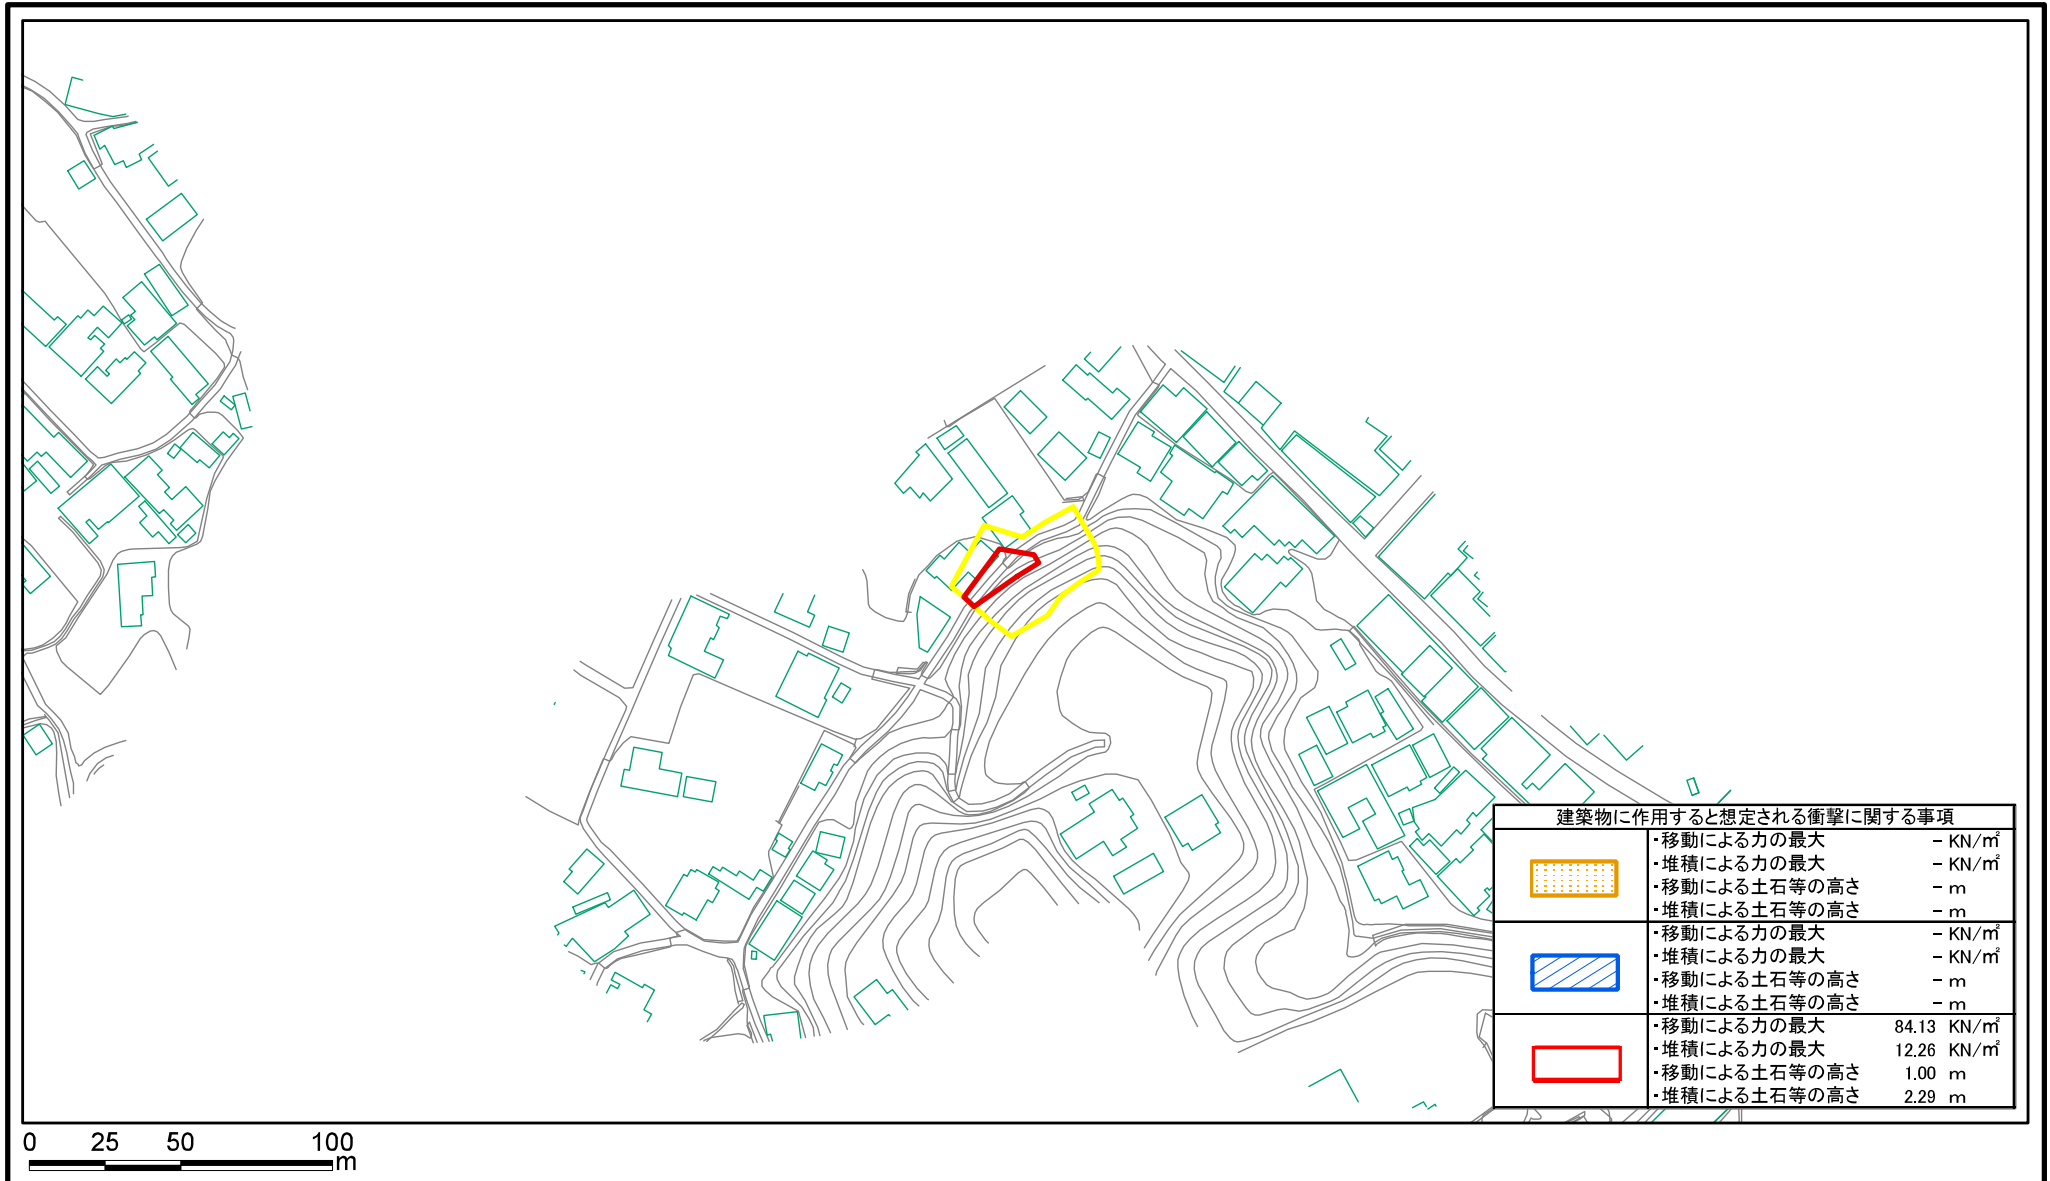 建築物に作用すると想定される衝撃に関する事項
・移動による力の最大 － KN/㎡
・堆積による力の最大 － KN/㎡
・移動による土石等の高さ － m
・堆積による土石等の高さ － m
・移動による力の最大 － KN/㎡
・堆積による力の最大 － KN/㎡
・移動による土石等の高さ － m
・堆積による土石等の高さ － m
・移動による力の最大 84.13 KN/㎡
・堆積による力の最大 12.26 KN/㎡
・移動による土石等の高さ 1.00 m
・堆積による土石等の高さ 2.29 m
0 25 50 100
m